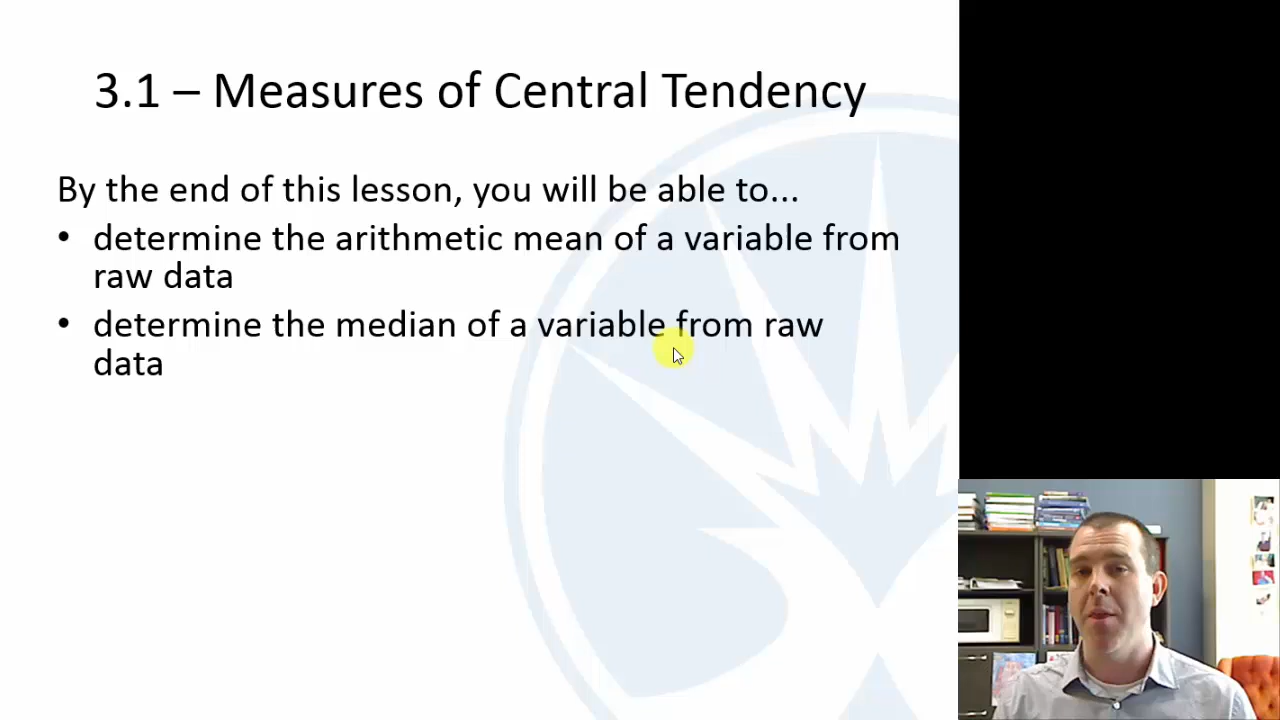 3.1 – Measures of Central Tendency
By the end of this lesson, you will be able to...
• determine the arithmetic mean of a variable from
raw data
• determine the median of a variable from raw
data